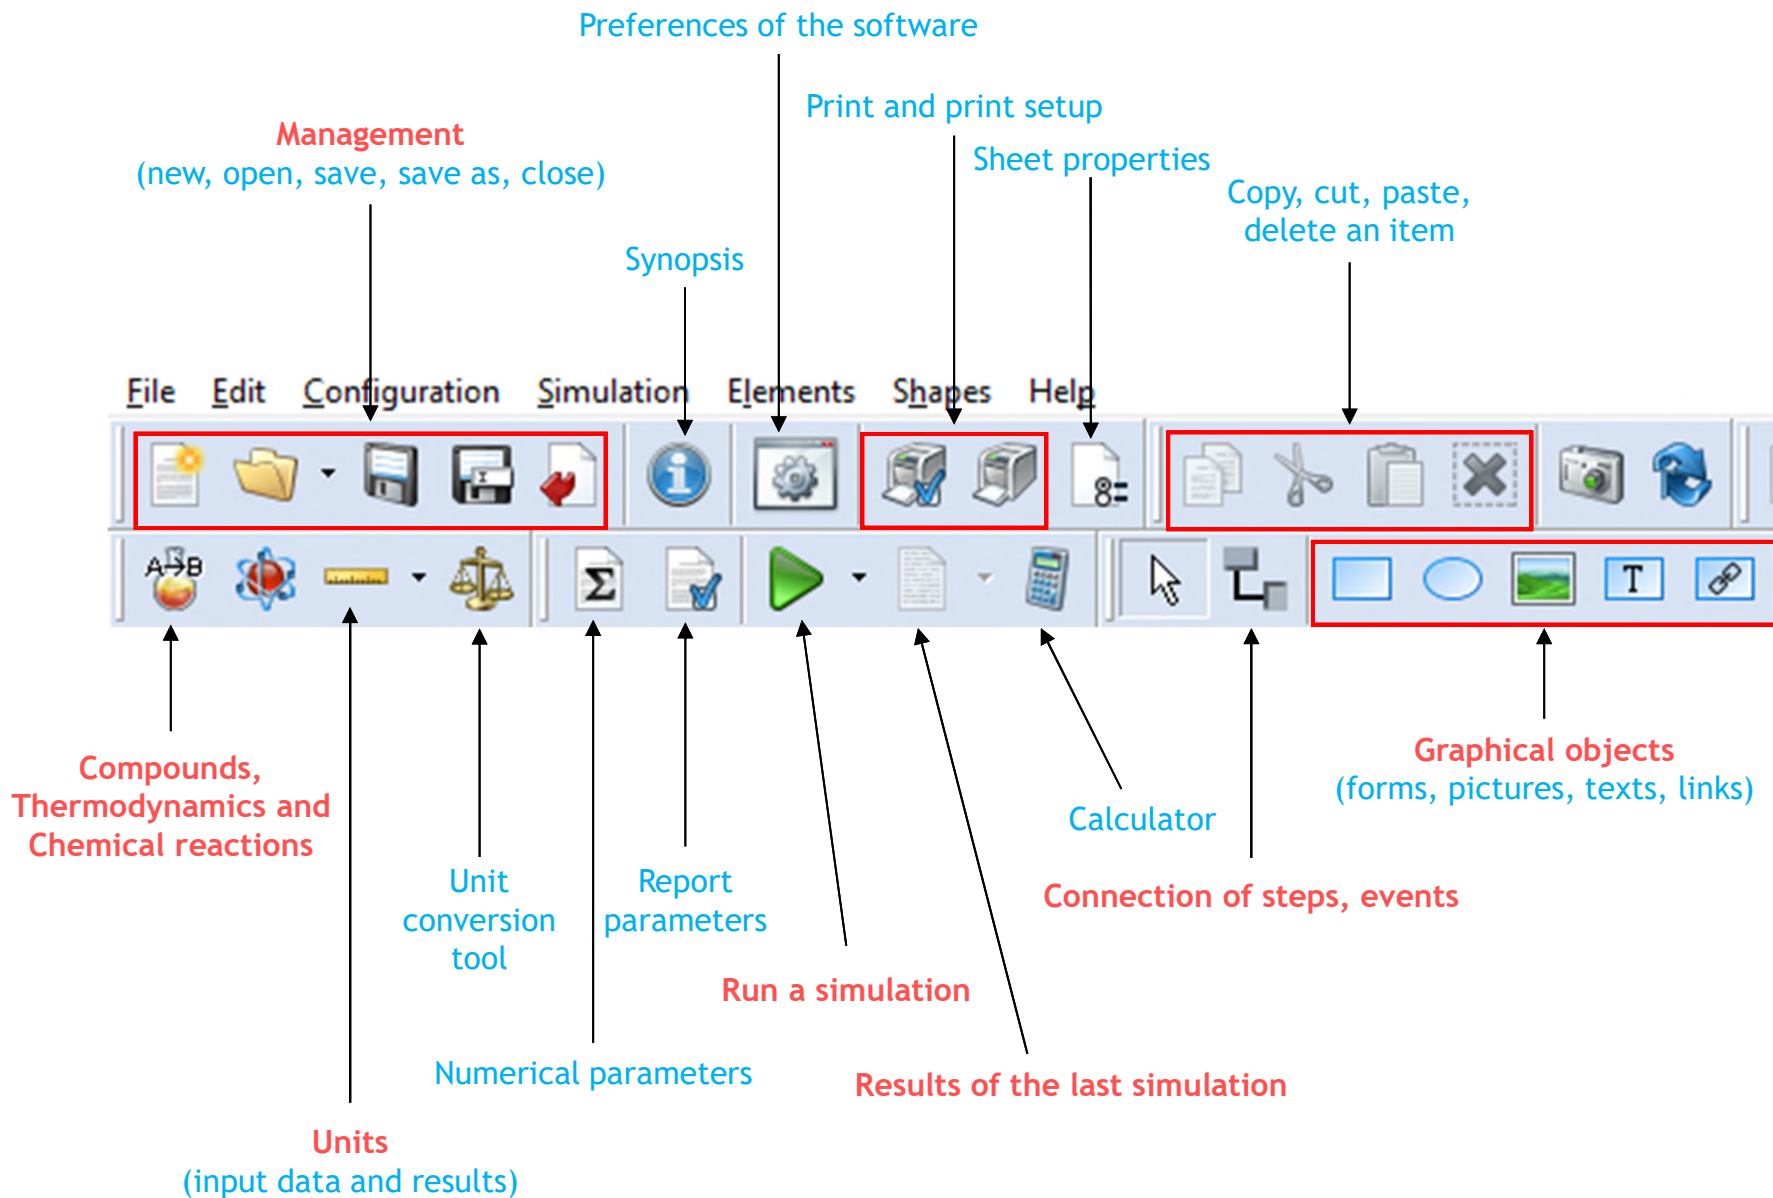 Preferences of the software
Print and print setup
Management
(new, open, save, save as, close)
Sheet properties
Copy, cut, paste,
delete an item
Synopsis
File Edit Configuration Simulation Elements Shapes Help
A→B
T
Compounds,
Thermodynamics and
Chemical reactions
Graphical objects
(forms, pictures, texts, links)
Calculator
Unit
conversion
tool
Report
parameters
Connection of steps, events
Run a simulation
Numerical parameters
Results of the last simulation
Units
(input data and results)